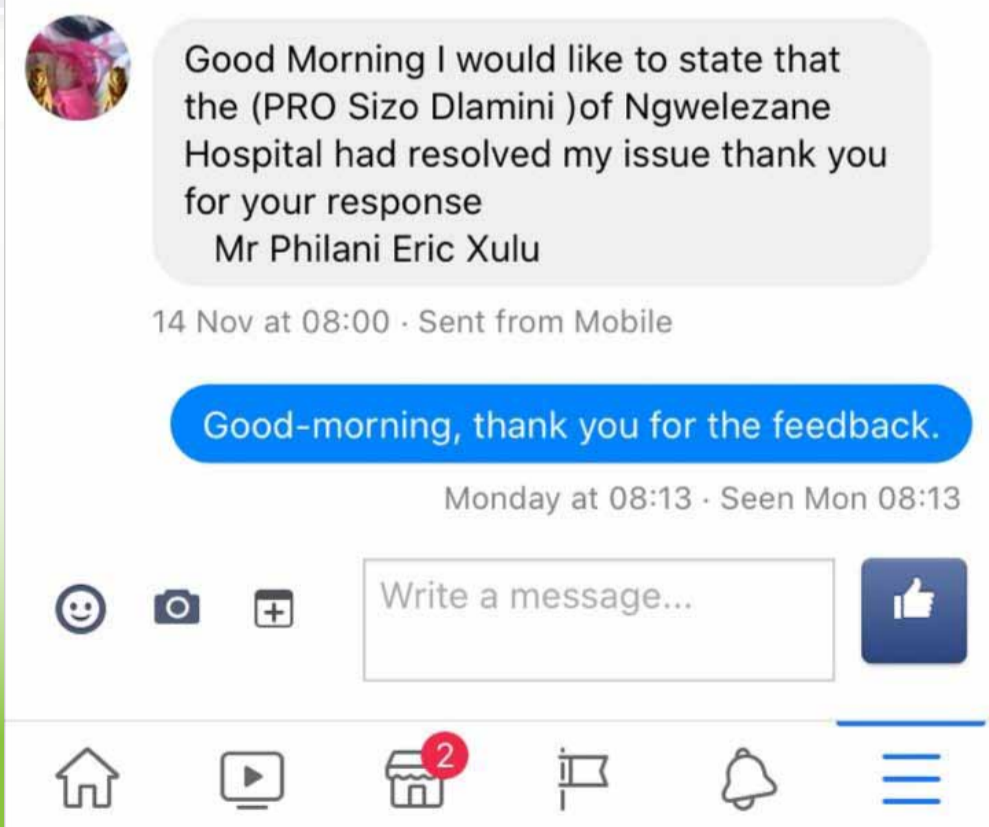 Good Morning I would like to state that
the (PRO Sizo Dlamini )of Ngwelezane
Hospital had resolved my issue thank you
for your response
Mr Philani Eric Xulu
14 Nov at 08:00 · Sent from Mobile
Good-morning, thank you for the feedback.
Monday at 08:13 · Seen Mon 08:13
Write a message...
2